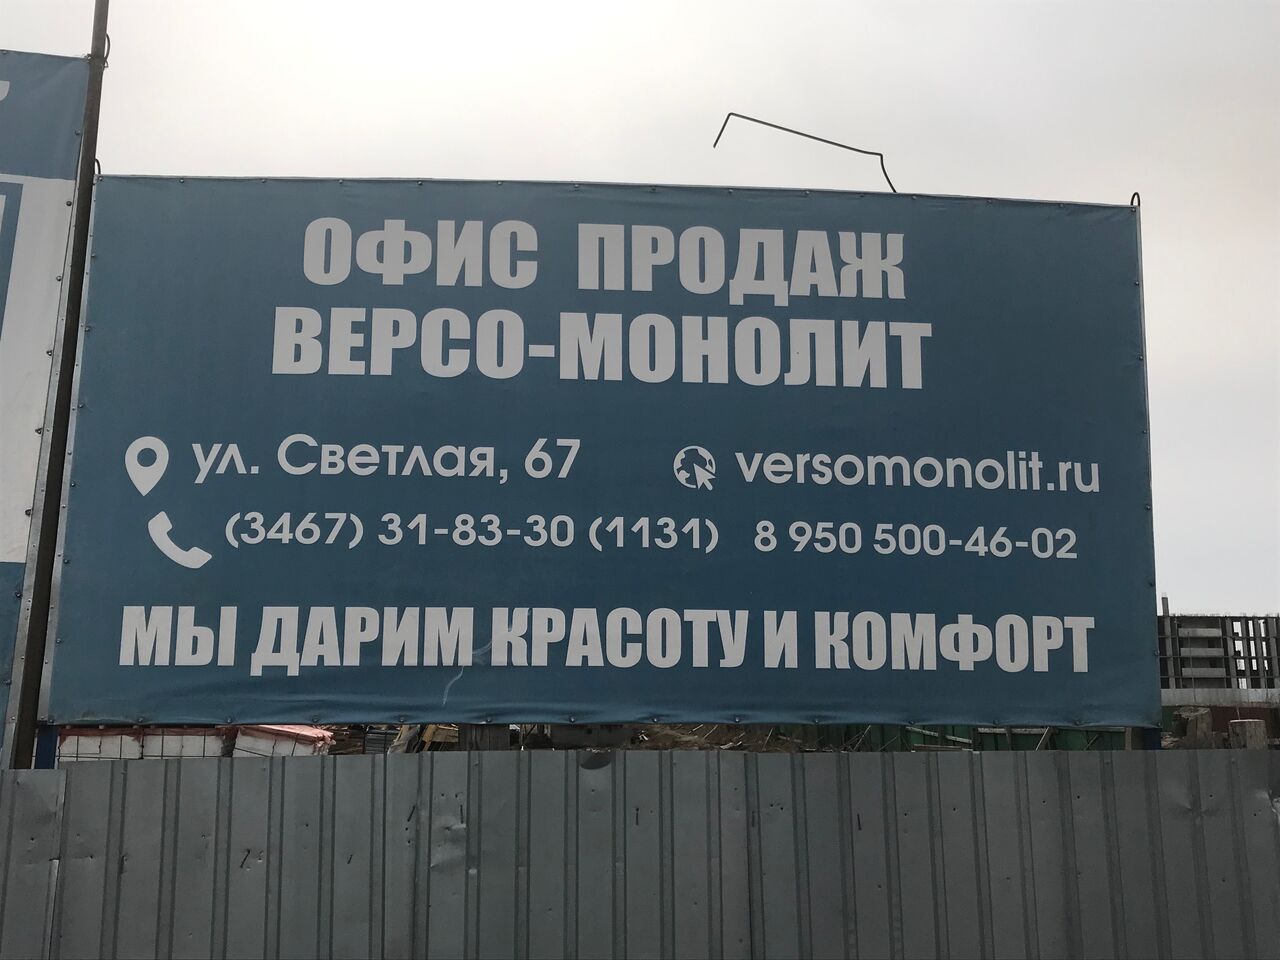 ОФИС ПРОДАЖ
ВЕРСО-МОНОЛИТ
ул. Светлая, 67 versomonolit.ru
(3467) 31-83-30 (1131) 8 950 500-46-02
МЫ ДАРИМ КРАСОТУ И КОМФОРТ